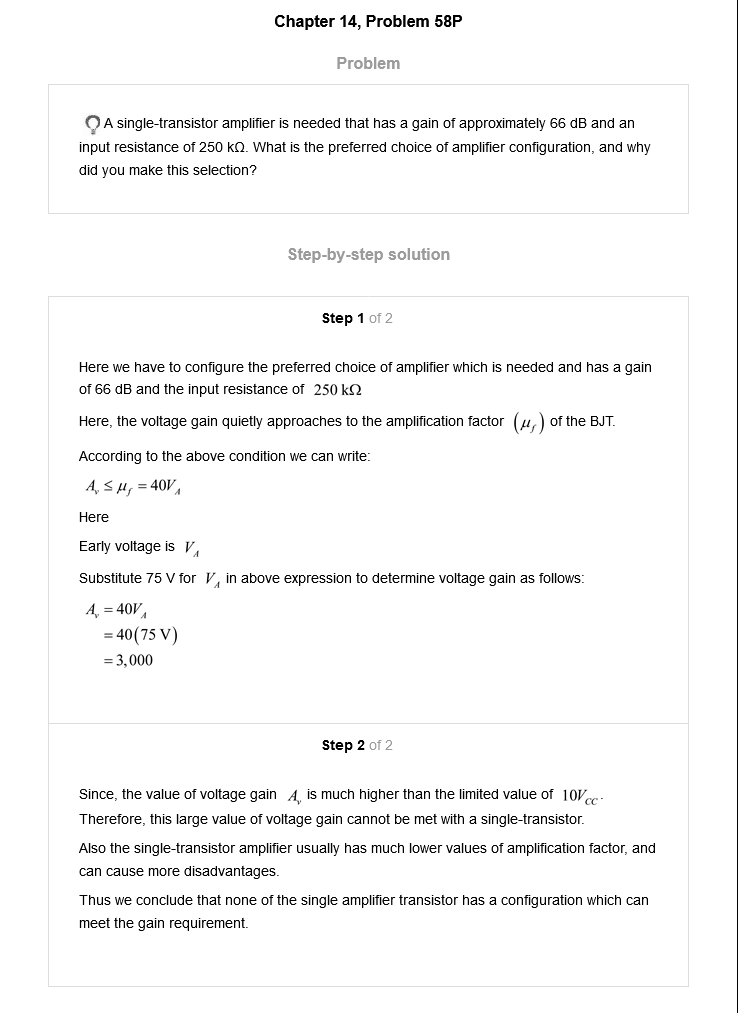 Chapter 14, Problem 58P
Problem
A single-transistor amplifier is needed that has a gain of approximately 66 dB and an
input resistance of 250 kΩ. What is the preferred choice of amplifier configuration, and why
did you make this selection?
Step-by-step solution
Step 1 of 2
Here we have to configure the preferred choice of amplifier which is needed and has a gain
of 66 dB and the input resistance of 250 kΩ
Here, the voltage gain quietly approaches to the amplification factor (μ_f) of the BJT.
According to the above condition we can write:
A_v ≤ μ_f = 40V_A
Here
Early voltage is V_A
Substitute 75 V for V_A in above expression to determine voltage gain as follows:
A_v = 40V_A
= 40(75 V)
= 3,000
Step 2 of 2
Since, the value of voltage gain A_v is much higher than the limited value of 10V_CC.
Therefore, this large value of voltage gain cannot be met with a single-transistor.
Also the single-transistor amplifier usually has much lower values of amplification factor, and
can cause more disadvantages.
Thus we conclude that none of the single amplifier transistor has a configuration which can
meet the gain requirement.